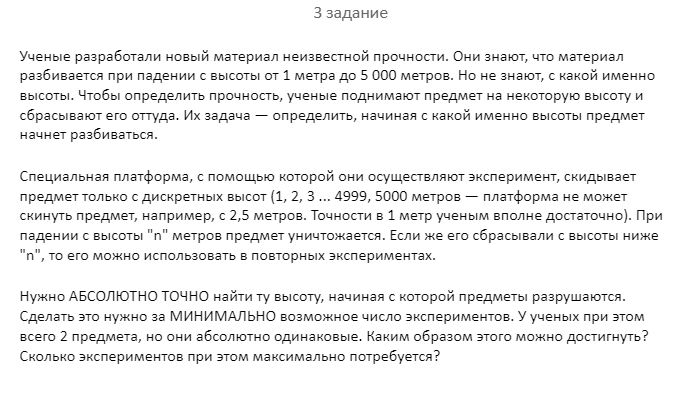 3 задание
Ученые разработали новый материал неизвестной прочности. Они знают, что материал
разбивается при падении с высоты от 1 метра до 5 000 метров. Но не знают, с какой именно
высоты. Чтобы определить прочность, ученые поднимают предмет на некоторую высоту и
сбрасывают его оттуда. Их задача — определить, начиная с какой именно высоты предмет
начнет разбиваться.
Специальная платформа, с помощью которой они осуществляют эксперимент, скидывает
предмет только с дискретных высот (1, 2, 3 ... 4999, 5000 метров — платформа не может
скинуть предмет, например, с 2,5 метров. Точности в 1 метр ученым вполне достаточно). При
падении с высоты "n" метров предмет уничтожается. Если же его сбрасывали с высоты ниже
"n", то его можно использовать в повторных экспериментах.
Нужно АБСОЛЮТНО ТОЧНО найти ту высоту, начиная с которой предметы разрушаются.
Сделать это нужно за МИНИМАЛЬНО возможное число экспериментов. У ученых при этом
всего 2 предмета, но они абсолютно одинаковые. Каким образом этого можно достигнуть?
Сколько экспериментов при этом максимально потребуется?